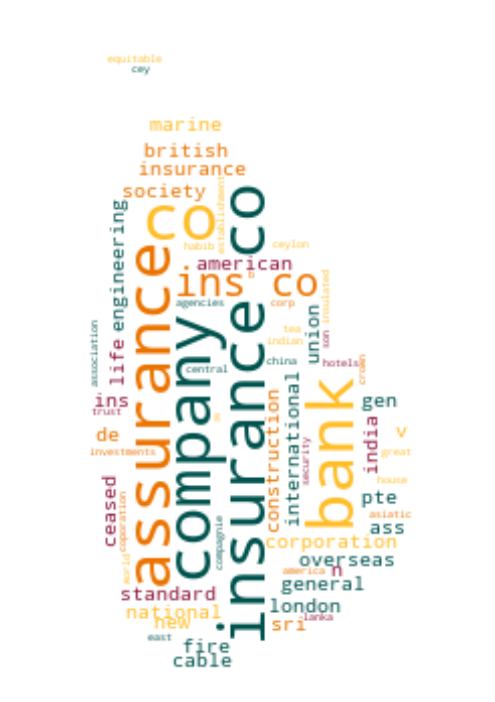 equitable
cey
marine
british
insurance
society
co
establishment
habib
ceylon
american
engineering
assurance
ins co
insurance co
b
agencies
corp
insulated
company
tea
indian
union
son
association
life
central
china
hotels
crown
international
bank
ins
trust
gen
m
construction
de
india
v
investments
security
great
house
ceased
coporation
pte
asiatic
compagnie
ass
corporation
world
overseas
america
n
standard
general
national
new
london
lanka
sri
east
fire
cable